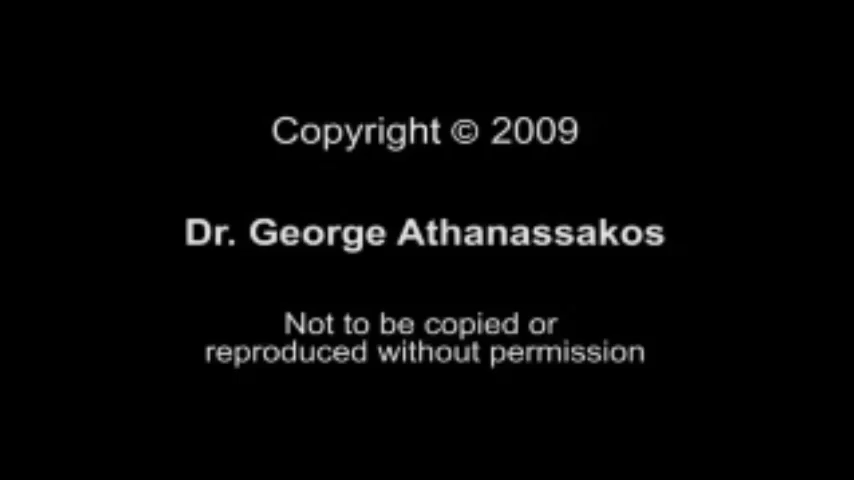 Copyright © 2009
Dr. George Athanassakos
Not to be copied or
reproduced without permission